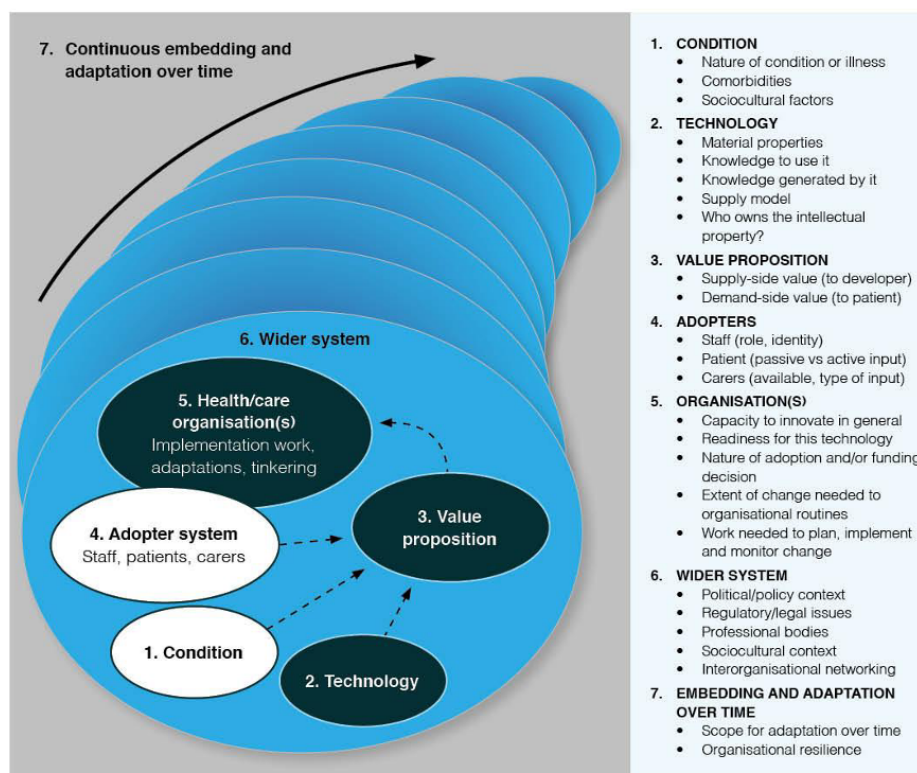 7. Continuous embedding and
adaptation over time
6. Wider system
5. Health/care
organisation(s)
Implementation work,
adaptations, tinkering
4. Adopter system
Staff, patients, carers
3. Value
proposition
1. Condition
2. Technology
1. CONDITION
• Nature of condition or illness
• Comorbidities
• Sociocultural factors
2. TECHNOLOGY
• Material properties
• Knowledge to use it
• Knowledge generated by it
• Supply model
• Who owns the intellectual
property?
3. VALUE PROPOSITION
• Supply-side value (to developer)
• Demand-side value (to patient)
4. ADOPTERS
• Staff (role, identity)
• Patient (passive vs active input)
• Carers (available, type of input)
5. ORGANISATION(S)
• Capacity to innovate in general
• Readiness for this technology
• Nature of adoption and/or funding
decision
• Extent of change needed to
organisational routines
• Work needed to plan, implement
and monitor change
6. WIDER SYSTEM
• Political/policy context
• Regulatory/legal issues
• Professional bodies
• Sociocultural context
• Interorganisational networking
7. EMBEDDING AND ADAPTATION
OVER TIME
• Scope for adaptation over time
• Organisational resilience